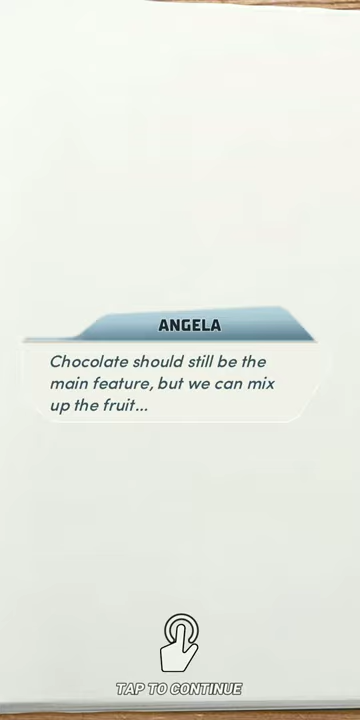 ANGELA
Chocolate should still be the
main feature, but we can mix
up the fruit...
TAP TO CONTINUE